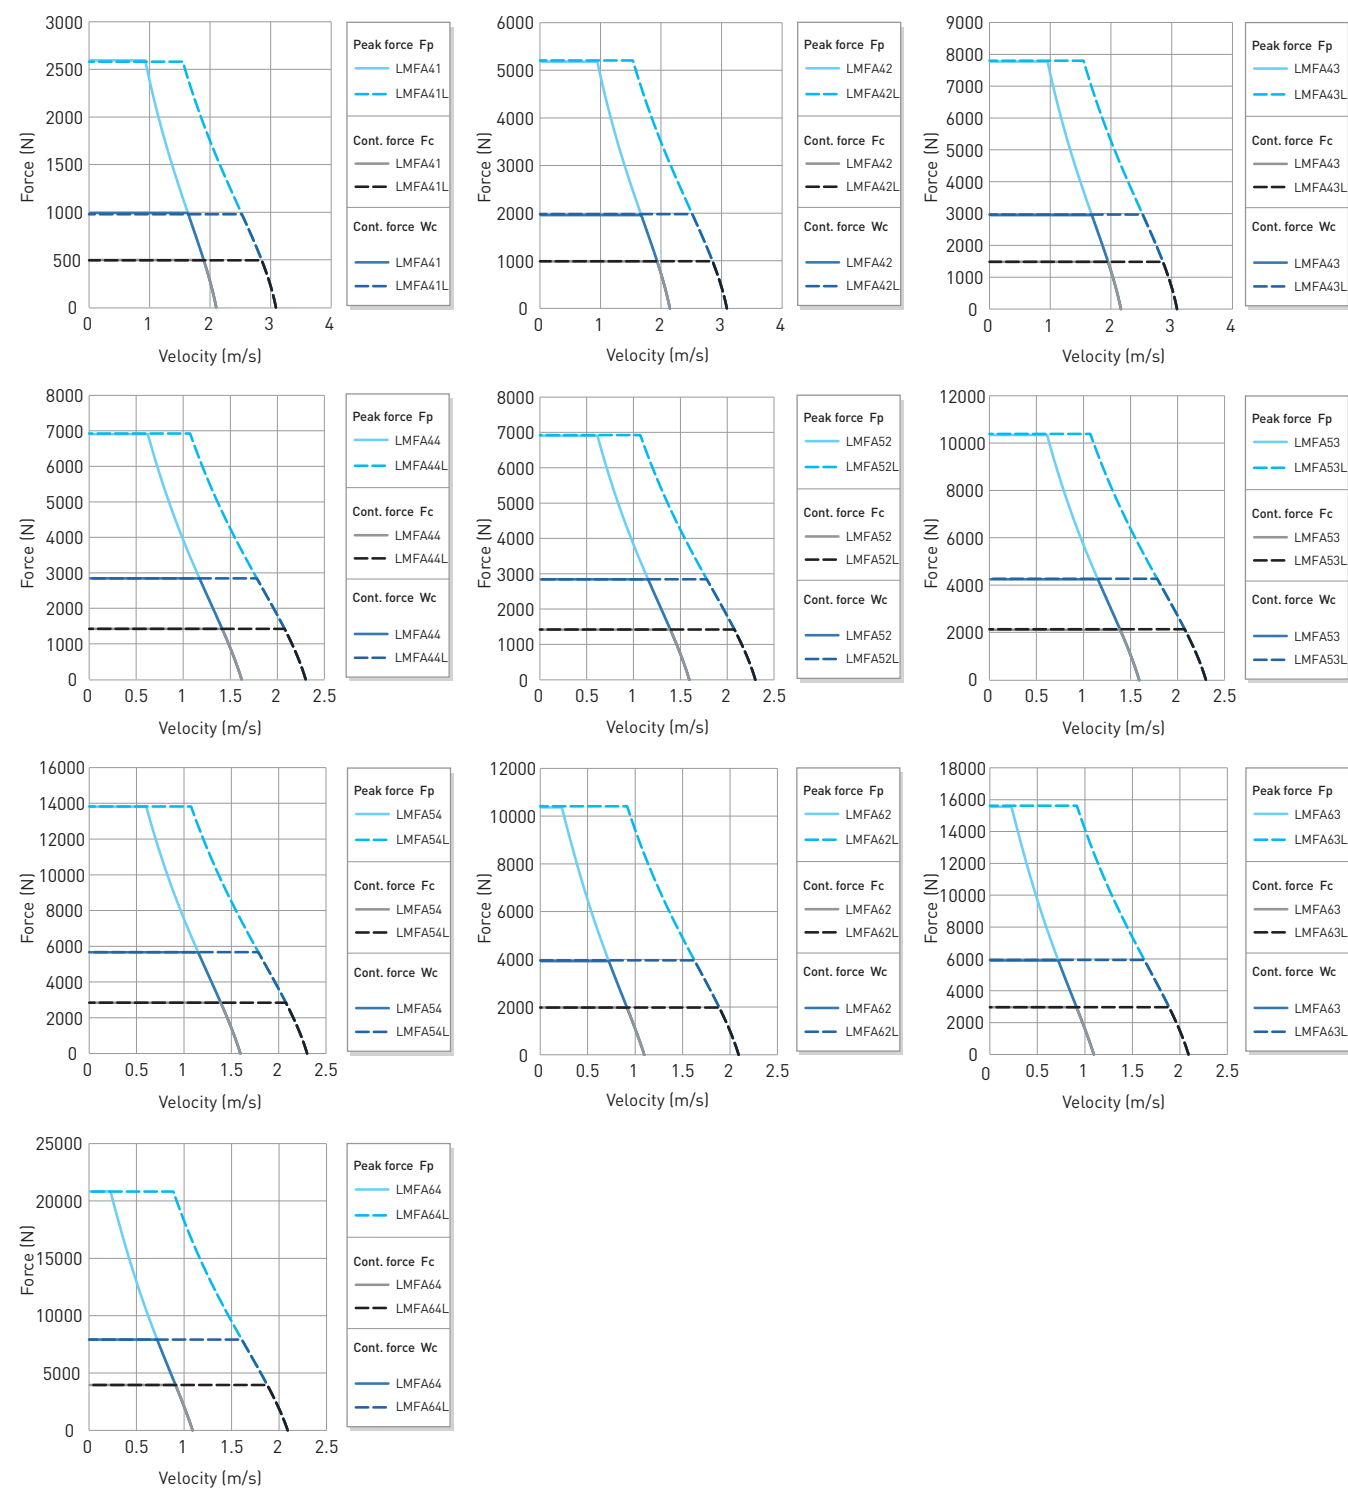 3000
2500
2000
1500
1000
500
0
Force (N)
0 1 2 3 4
Velocity (m/s)
Peak force Fp
LMFA41
LMFA41L
Cont. force Fc
LMFA41
LMFA41L
Cont. force Wc
LMFA41
LMFA41L
6000
5000
4000
3000
2000
1000
0
Force (N)
0 1 2 3 4
Velocity (m/s)
Peak force Fp
LMFA42
LMFA42L
Cont. force Fc
LMFA42
LMFA42L
Cont. force Wc
LMFA42
LMFA42L
9000
8000
7000
6000
5000
4000
3000
2000
1000
0
Force (N)
0 1 2 3 4
Velocity (m/s)
Peak force Fp
LMFA43
LMFA43L
Cont. force Fc
LMFA43
LMFA43L
Cont. force Wc
LMFA43
LMFA43L
8000
7000
6000
5000
4000
3000
2000
1000
0
Force (N)
0 0.5 1 1.5 2 2.5
Velocity (m/s)
Peak force Fp
LMFA44
LMFA44L
Cont. force Fc
LMFA44
LMFA44L
Cont. force Wc
LMFA44
LMFA44L
8000
7000
6000
5000
4000
3000
2000
1000
0
Force (N)
0 0.5 1 1.5 2 2.5
Velocity (m/s)
Peak force Fp
LMFA52
LMFA52L
Cont. force Fc
LMFA52
LMFA52L
Cont. force Wc
LMFA52
LMFA52L
12000
10000
8000
6000
4000
2000
0
Force (N)
0 0.5 1 1.5 2 2.5
Velocity (m/s)
Peak force Fp
LMFA53
LMFA53L
Cont. force Fc
LMFA53
LMFA53L
Cont. force Wc
LMFA53
LMFA53L
16000
14000
12000
10000
8000
6000
4000
2000
0
Force (N)
0 0.5 1 1.5 2 2.5
Velocity (m/s)
Peak force Fp
LMFA54
LMFA54L
Cont. force Fc
LMFA54
LMFA54L
Cont. force Wc
LMFA54
LMFA54L
12000
10000
8000
6000
4000
2000
0
Force (N)
0 0.5 1 1.5 2 2.5
Velocity (m/s)
Peak force Fp
LMFA62
LMFA62L
Cont. force Fc
LMFA62
LMFA62L
Cont. force Wc
LMFA62
LMFA62L
18000
16000
14000
12000
10000
8000
6000
4000
2000
0
Force (N)
0 0.5 1 1.5 2 2.5
Velocity (m/s)
Peak force Fp
LMFA63
LMFA63L
Cont. force Fc
LMFA63
LMFA63L
Cont. force Wc
LMFA63
LMFA63L
25000
20000
15000
10000
5000
0
Force (N)
0 0.5 1 1.5 2 2.5
Velocity (m/s)
Peak force Fp
LMFA64
LMFA64L
Cont. force Fc
LMFA64
LMFA64L
Cont. force Wc
LMFA64
LMFA64L